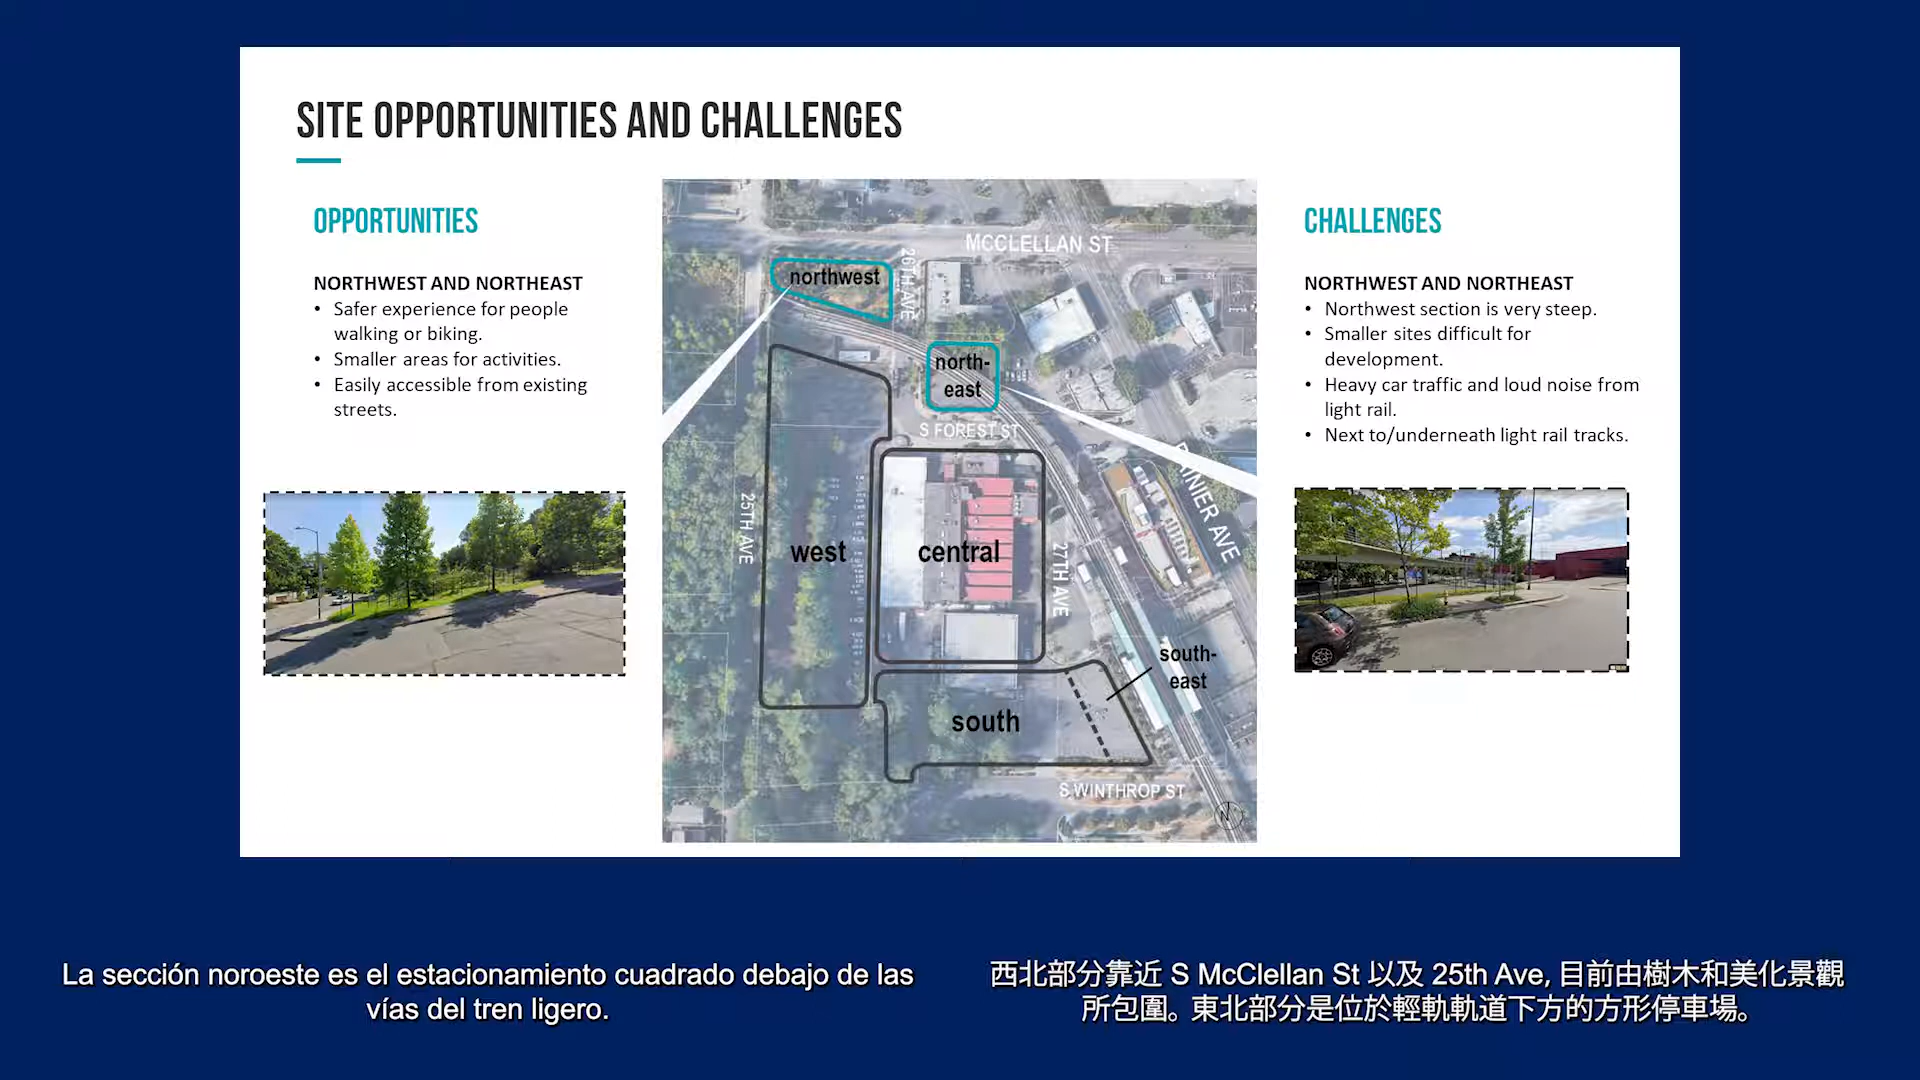 SITE OPPORTUNITIES AND CHALLENGES
OPPORTUNITIES
NORTHWEST AND NORTHEAST
• Safer experience for people
walking or biking.
• Smaller areas for activities.
• Easily accessible from existing
streets.
MCCLELLAN ST
26TH AVE
northwest
north-
east
S FOREST ST
RAINIER AVE
25TH AVE
west
central
27TH AVE
south-
east
south
S WINTHROP ST
N
CHALLENGES
NORTHWEST AND NORTHEAST
• Northwest section is very steep.
• Smaller sites difficult for
development.
• Heavy car traffic and loud noise from
light rail.
• Next to/underneath light rail tracks.
La sección noroeste es el estacionamiento cuadrado debajo de las
vías del tren ligero.
西北部分靠近 S McClellan St 以及 25th Ave, 目前由樹木和美化景觀
所包圍。東北部分是位於輕軌軌道下方的方形停車場。